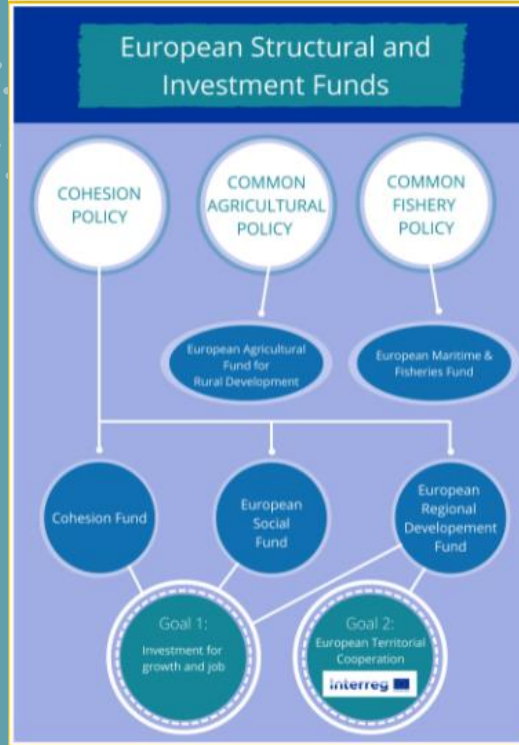 European Structural and
Investment Funds
COHESION
POLICY
COMMON
AGRICULTURAL
POLICY
COMMON
FISHERY
POLICY
European Agricultural
Fund for
Rural Development
European Maritime &
Fisheries Fund
Cohesion Fund
European
Social
Fund
European
Regional
Developement
Fund
Goal 1:
Investment for
growth and job
Goal 2:
European Territorial
Cooperation
Interreg